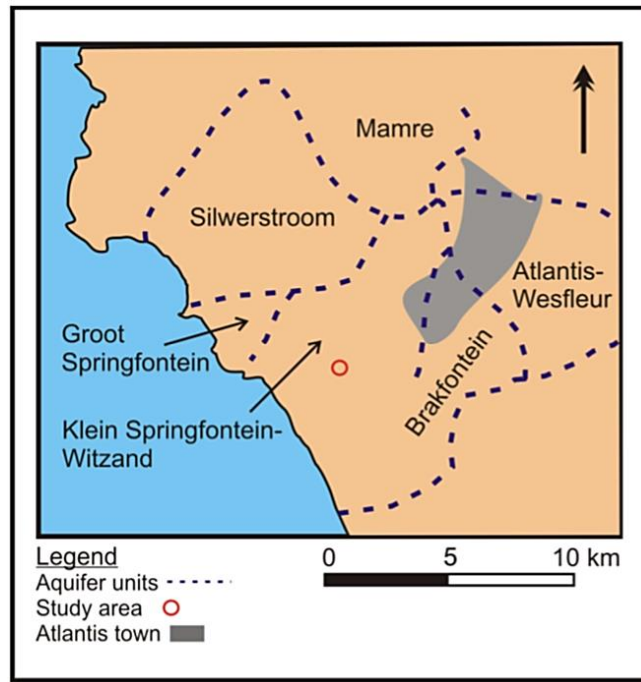 Mamre
Silwerstroom
Atlantis-
Wesfleur
Groot
Springfontein
Brakfontein
Klein Springfontein-
Witzand
Legend
Aquifer units
Study area
Atlantis town
0 5 10 km